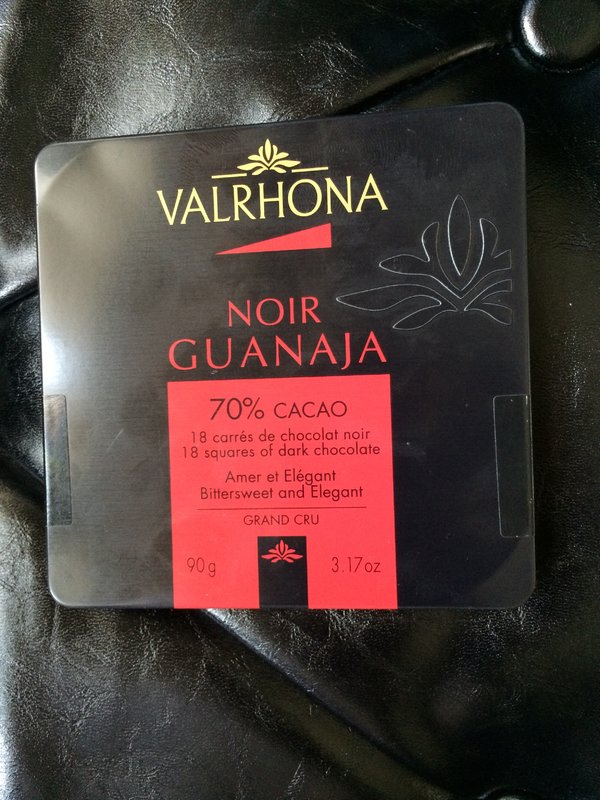 VALRHONA
NOIR
GUANAJA
70% CACAO
18 carrés de chocolat noir
18 squares of dark chocolate
Amer et Elégant
Bittersweet and Elegant
GRAND CRU
90g 3.17oz